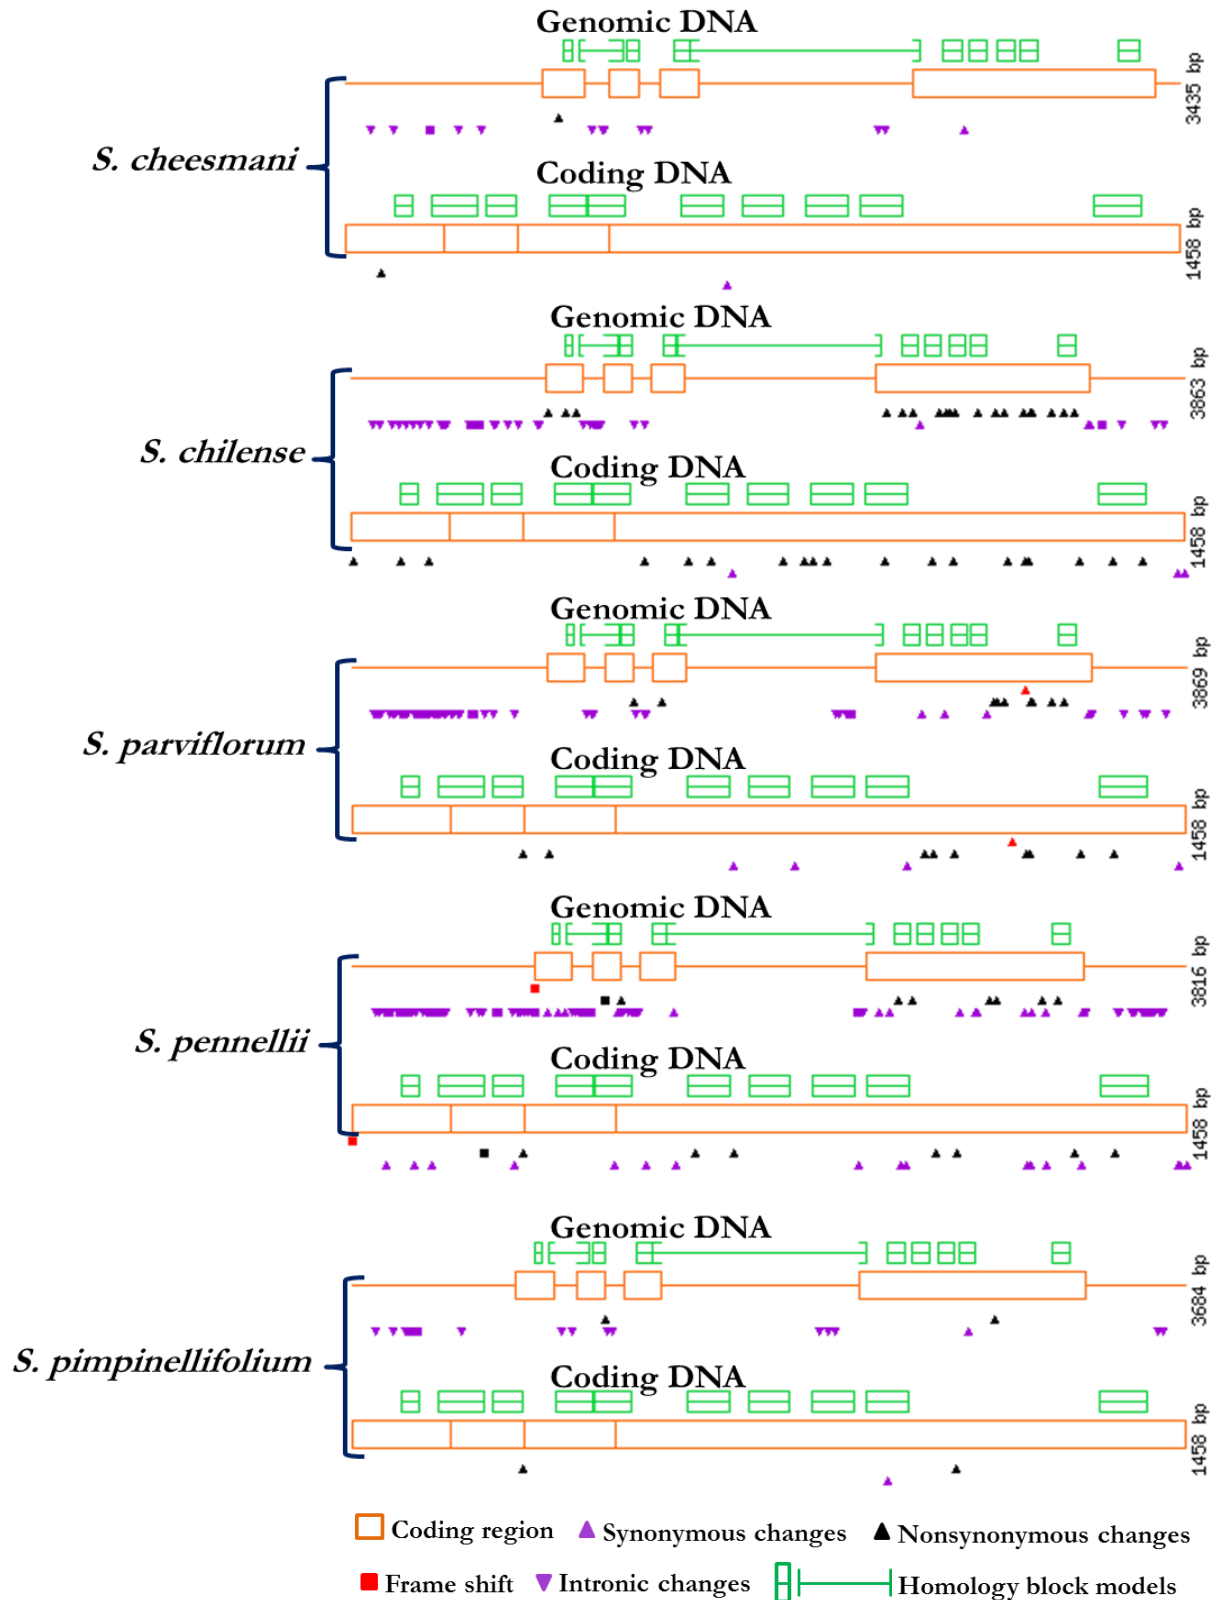 Genomic DNA
3435 bp
S. cheesmani
Coding DNA
1458 bp
Genomic DNA
3863 bp
S. chilense
Coding DNA
1458 bp
Genomic DNA
3869 bp
S. parviflorum
Coding DNA
1458 bp
Genomic DNA
3816 bp
S. pennellii
Coding DNA
1458 bp
Genomic DNA
3684 bp
S. pimpinellifolium
Coding DNA
1458 bp
Coding region Synonymous changes Nonsynonymous changes
Frame shift Intronic changes Homology block models